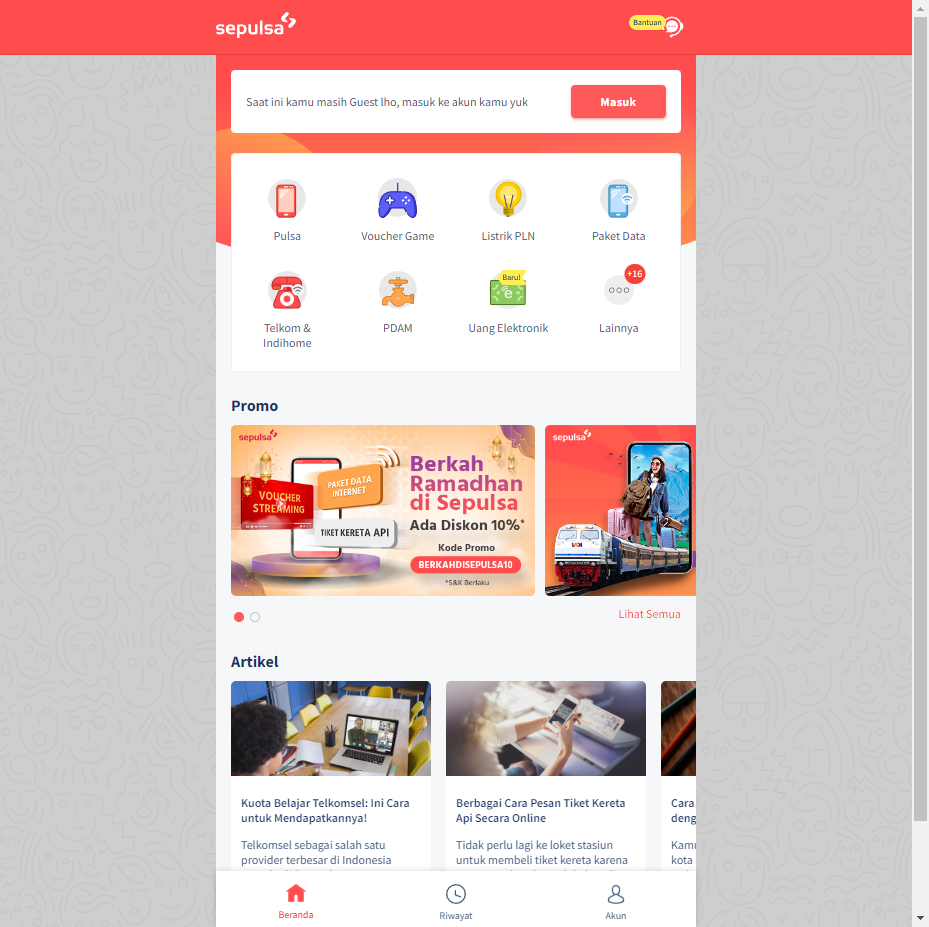 sepulsa
Bantuan
Saat ini kamu masih Guest lho, masuk ke akun kamu yuk
Masuk
Pulsa
Voucher Game
Listrik PLN
Paket Data
Baru!
+16
Telkom &
Indihome
PDAM
Uang Elektronik
Lainnya
Promo
sepulsa
VOUCHER
STREAMING
PAKET DATA
INTERNET
TIKET KERETA API
Berkah
Ramadhan
di Sepulsa
Ada Diskon 10%*
Kode Promo
BERKAHDISEPULSA10
*S&K Berlaku
sepulsa
Lihat Semua
Artikel
Kuota Belajar Telkomsel: Ini Cara
untuk Mendapatkannya!
Telkomsel sebagai salah satu
provider terbesar di Indonesia
Berbagai Cara Pesan Tiket Kereta
Api Secara Online
Tidak perlu lagi ke loket stasiun
untuk membeli tiket kereta karena
Cara
deng
Kamu
kota
Beranda
Riwayat
Akun